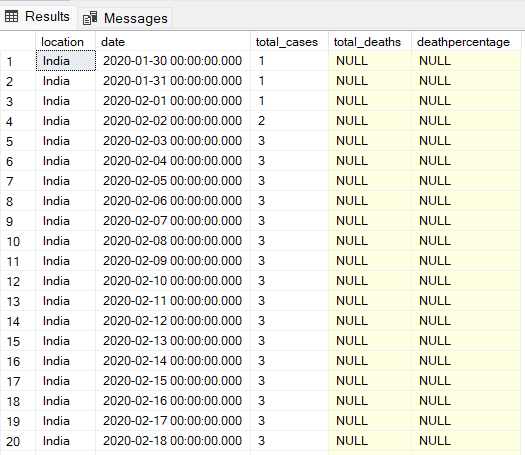 Results Messages
location date total_cases total_deaths deathpercentage
1 India 2020-01-30 00:00:00.000 1 NULL NULL
2 India 2020-01-31 00:00:00.000 1 NULL NULL
3 India 2020-02-01 00:00:00.000 1 NULL NULL
4 India 2020-02-02 00:00:00.000 2 NULL NULL
5 India 2020-02-03 00:00:00.000 3 NULL NULL
6 India 2020-02-04 00:00:00.000 3 NULL NULL
7 India 2020-02-05 00:00:00.000 3 NULL NULL
8 India 2020-02-06 00:00:00.000 3 NULL NULL
9 India 2020-02-07 00:00:00.000 3 NULL NULL
10 India 2020-02-08 00:00:00.000 3 NULL NULL
11 India 2020-02-09 00:00:00.000 3 NULL NULL
12 India 2020-02-10 00:00:00.000 3 NULL NULL
13 India 2020-02-11 00:00:00.000 3 NULL NULL
14 India 2020-02-12 00:00:00.000 3 NULL NULL
15 India 2020-02-13 00:00:00.000 3 NULL NULL
16 India 2020-02-14 00:00:00.000 3 NULL NULL
17 India 2020-02-15 00:00:00.000 3 NULL NULL
18 India 2020-02-16 00:00:00.000 3 NULL NULL
19 India 2020-02-17 00:00:00.000 3 NULL NULL
20 India 2020-02-18 00:00:00.000 3 NULL NULL